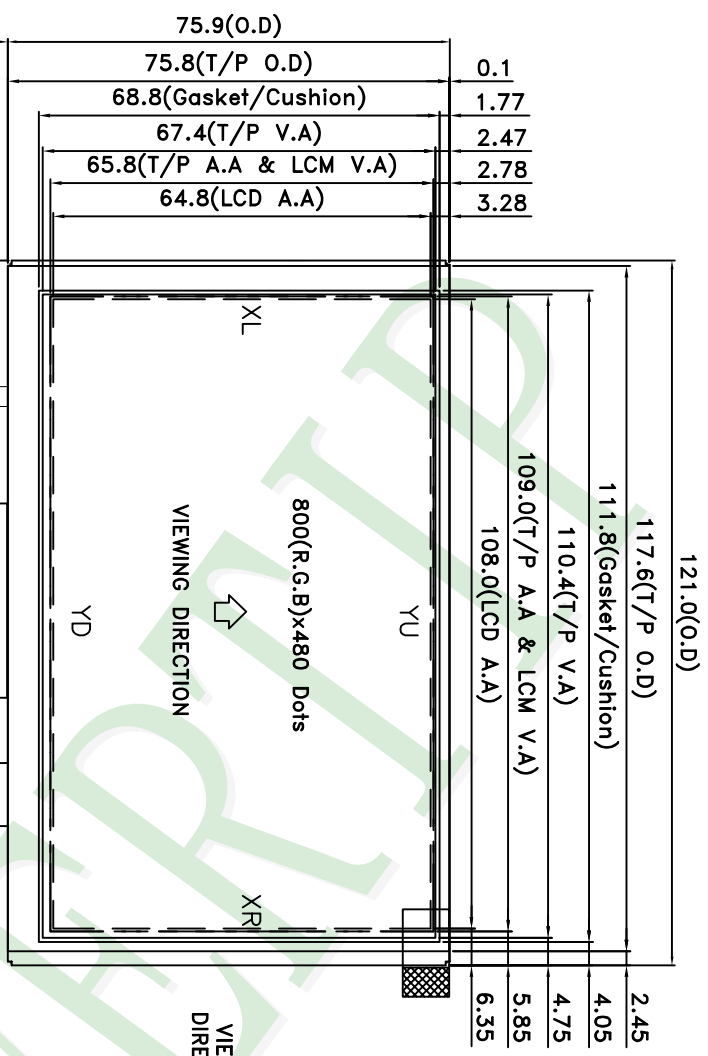 75.9(O.D)
75.8(T/P O.D)
68.8(Gasket/Cushion)
67.4(T/P V.A)
65.8(T/P A.A & LCM V.A)
64.8(LCD A.A)
0.1
1.77
2.47
2.78
3.28
121.0(O.D)
117.6(T/P O.D)
111.8(Gasket/Cushion)
110.4(T/P V.A)
109.0(T/P A.A & LCM V.A)
108.0(LCD A.A)
2.45
4.05
4.75
5.85
6.35
XL
YU
800(R.G.B)x480 Dots
VIEWING DIRECTION
YD
XR
VIE
DIRE
ERTIP